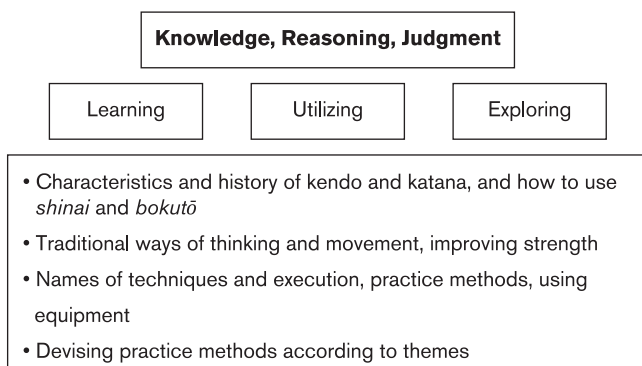 Knowledge, Reasoning, Judgment
Learning
Utilizing
Exploring
• Characteristics and history of kendo and katana, and how to use
shinai and bokutō
• Traditional ways of thinking and movement, improving strength
• Names of techniques and execution, practice methods, using
equipment
• Devising practice methods according to themes